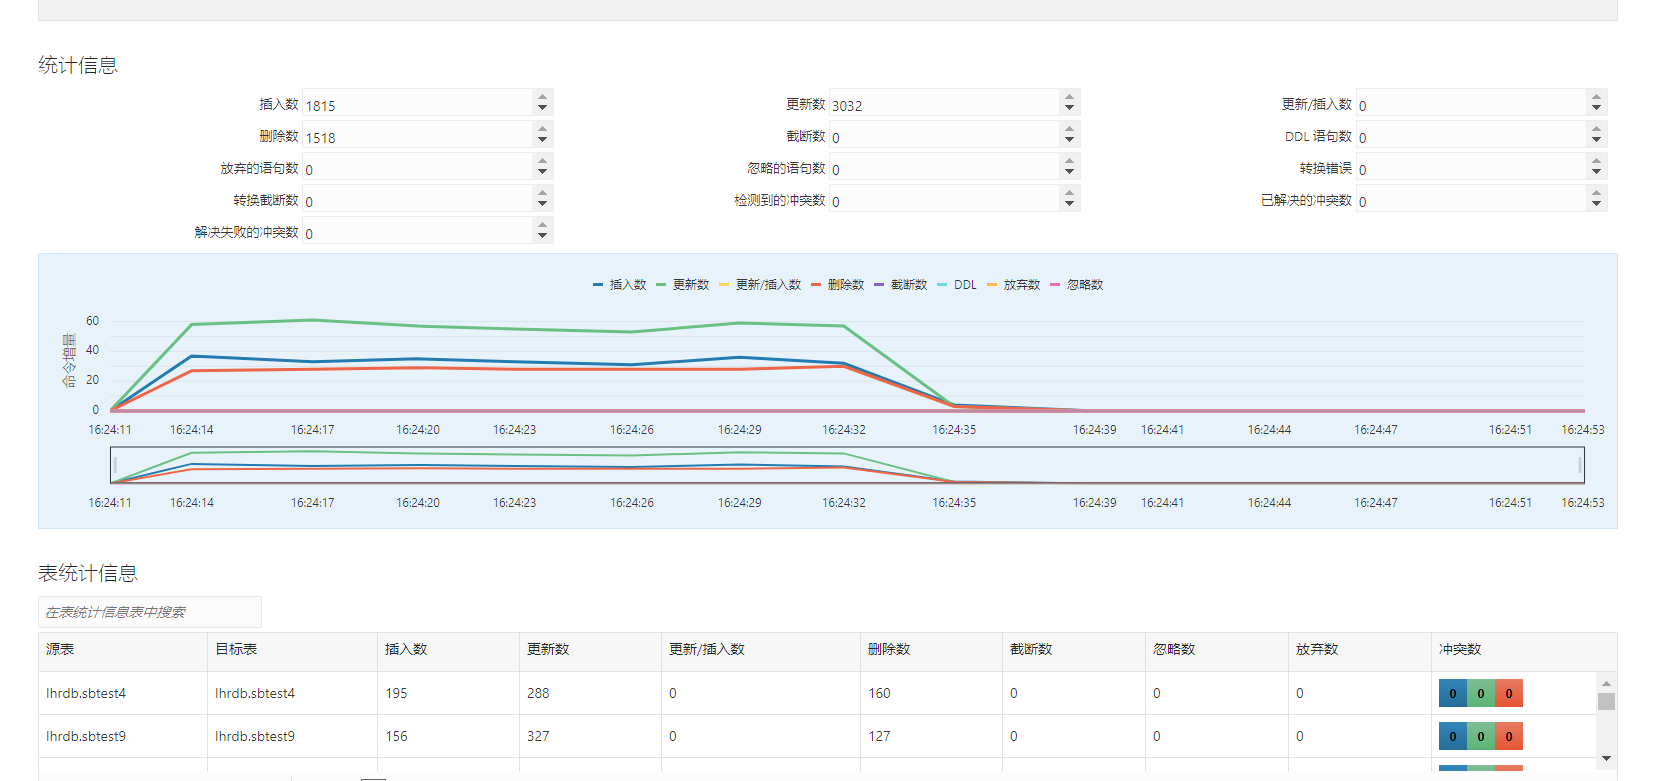 统计信息
插入数 1815 更新数 3032 更新/插入数 0
删除数 1518 截断数 0 DDL 语句数 0
放弃的语句数 0 忽略的语句数 0 转换错误 0
转换截断数 0 检测到的冲突数 0 已解决的冲突数 0
解决失败的冲突数 0
插入数 更新数 更新/插入数 删除数 截断数 DDL 放弃数 忽略数
命令增量
60
40
20
0
16:24:11 16:24:14 16:24:17 16:24:20 16:24:23 16:24:26 16:24:29 16:24:32 16:24:35 16:24:39 16:24:41 16:24:44 16:24:47 16:24:51 16:24:53
16:24:11 16:24:14 16:24:17 16:24:20 16:24:23 16:24:26 16:24:29 16:24:32 16:24:35 16:24:39 16:24:41 16:24:44 16:24:47 16:24:51 16:24:53
表统计信息
在表统计信息表中搜索
源表 目标表 插入数 更新数 更新/插入数 删除数 截断数 忽略数 放弃数 冲突数
lhrdb.sbtest4 lhrdb.sbtest4 195 288 0 160 0 0 0 0 0 0
lhrdb.sbtest9 lhrdb.sbtest9 156 327 0 127 0 0 0 0 0 0